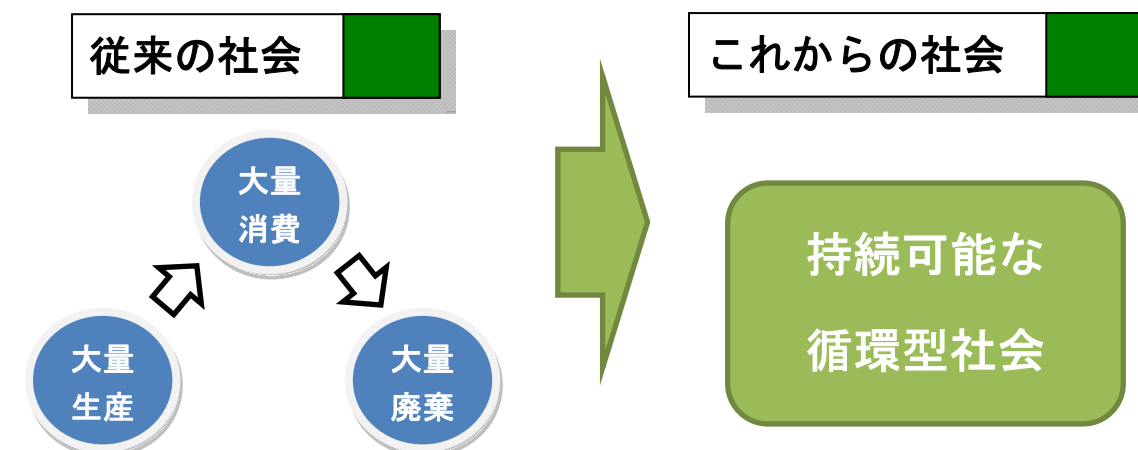 従来の社会
これからの社会
大量
消費
大量
生産
大量
廃棄
持続可能な
循環型社会